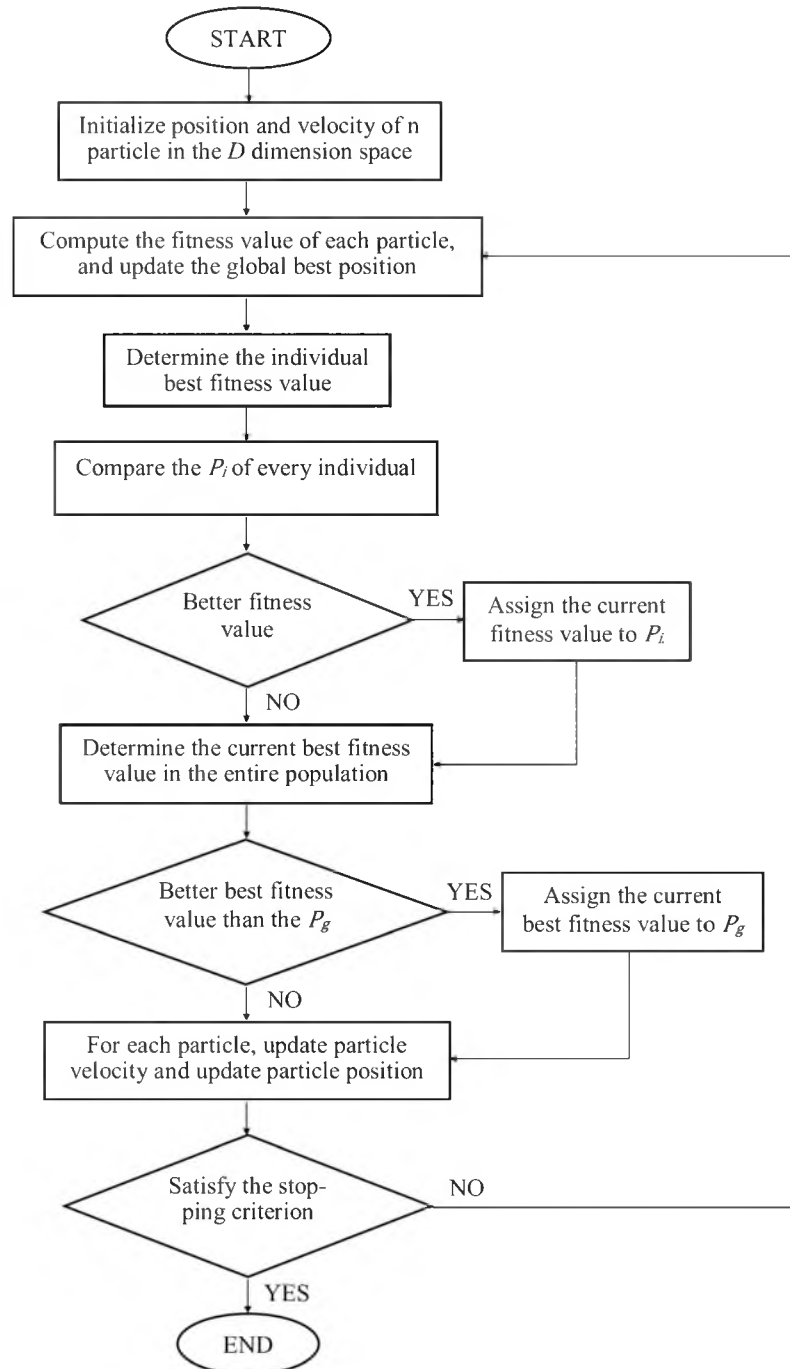 START
Initialize position and velocity of n
particle in the D dimension space
Compute the fitness value of each particle,
and update the global best position
Determine the individual
best fitness value
Compare the Pi of every individual
Better fitness
value
YES
Assign the current
fitness value to Pi.
NO
Determine the current best fitness
value in the entire population
Better best fitness
value than the Pg
YES
Assign the current
best fitness value to Pg
NO
For each particle, update particle
velocity and update particle position
Satisfy the stop-
ping criterion
NO
YES
END